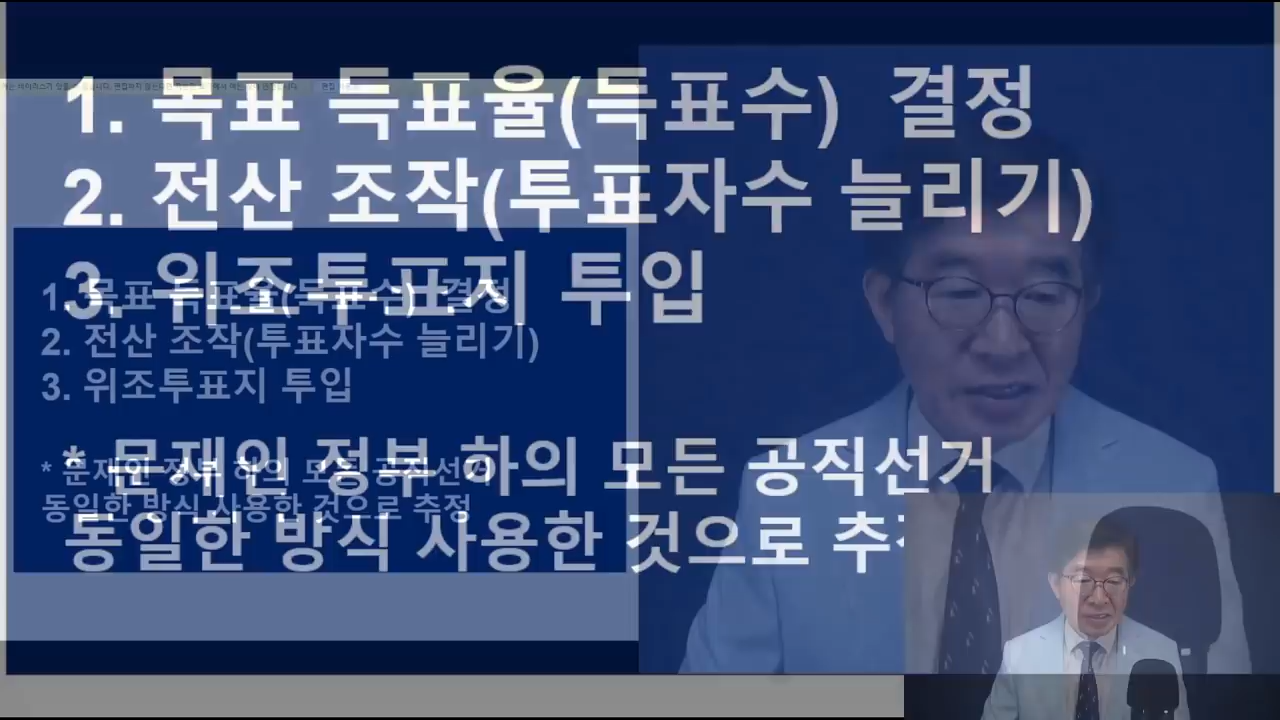 1. 목표 득표율(득표수) 결정
2. 전산 조작(투표자수 늘리기)
3. 위조투표지 투입
* 문재인 정부 하의 모든 공직선거
동일한 방식 사용한 것으로
1. 목표 득표율(득표수) 결정
2. 전산 조작(투표자수 늘리기)
3. 위조투표지 투입
* 문재인 정부 하의 모든 공직선거
동일한 방식 사용한 것으로 추정